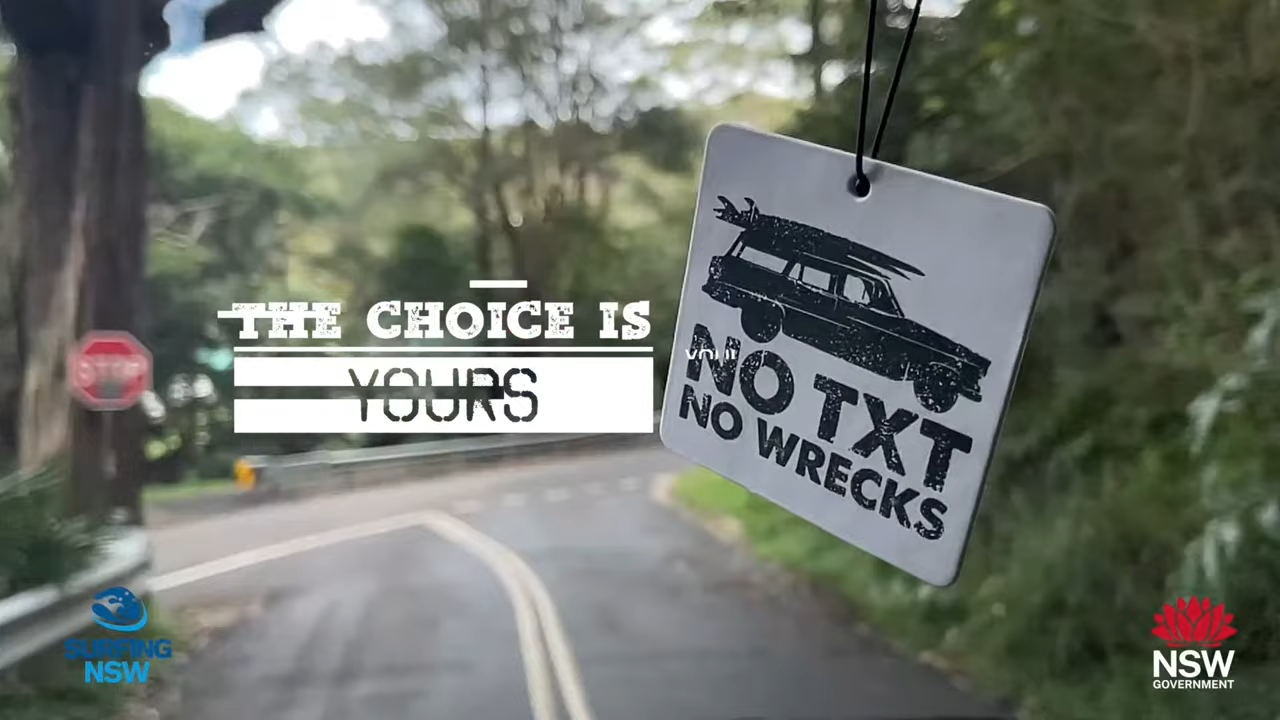 STOP
THE CHOICE IS
YOURS
NO TXT
NO WRECKS
SURFING
NSW
NSW
GOVERNMENT